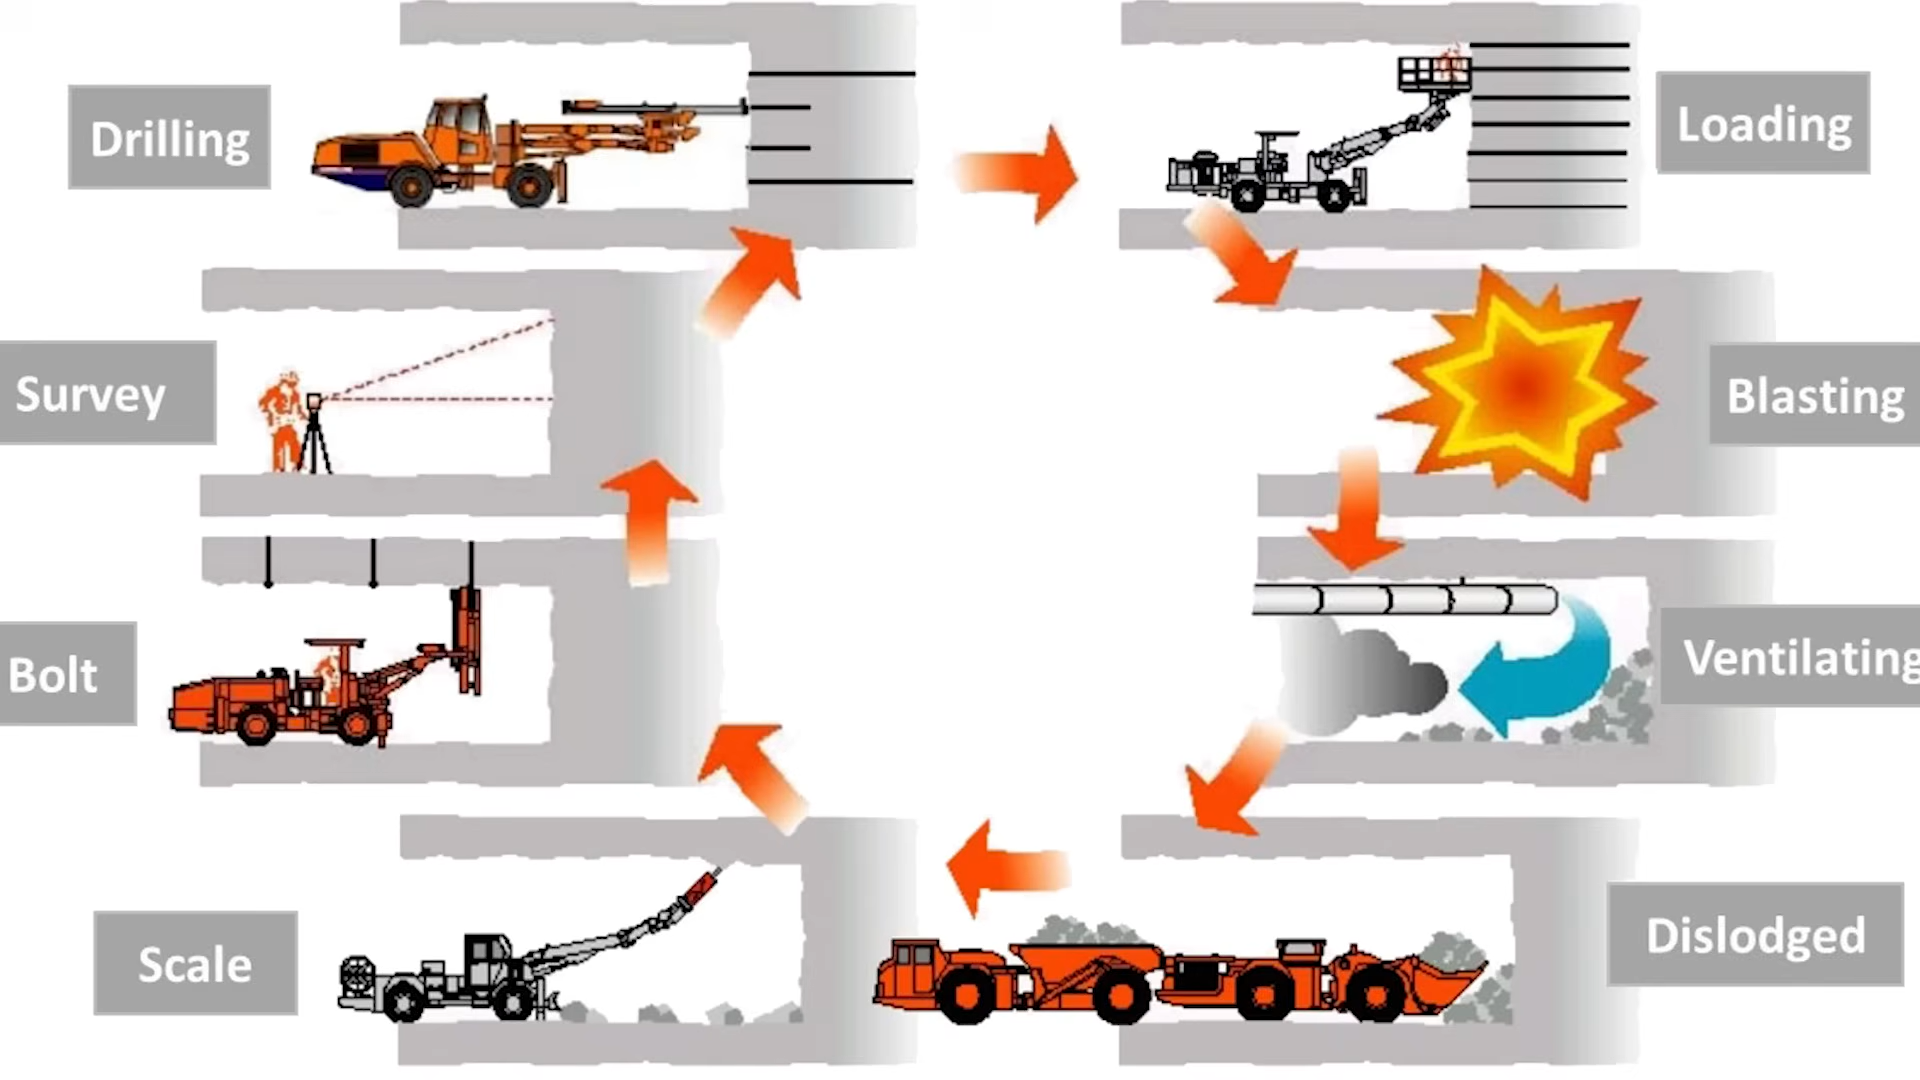 Drilling
Loading
Survey
Blasting
Bolt
Ventilating
Scale
Dislodged